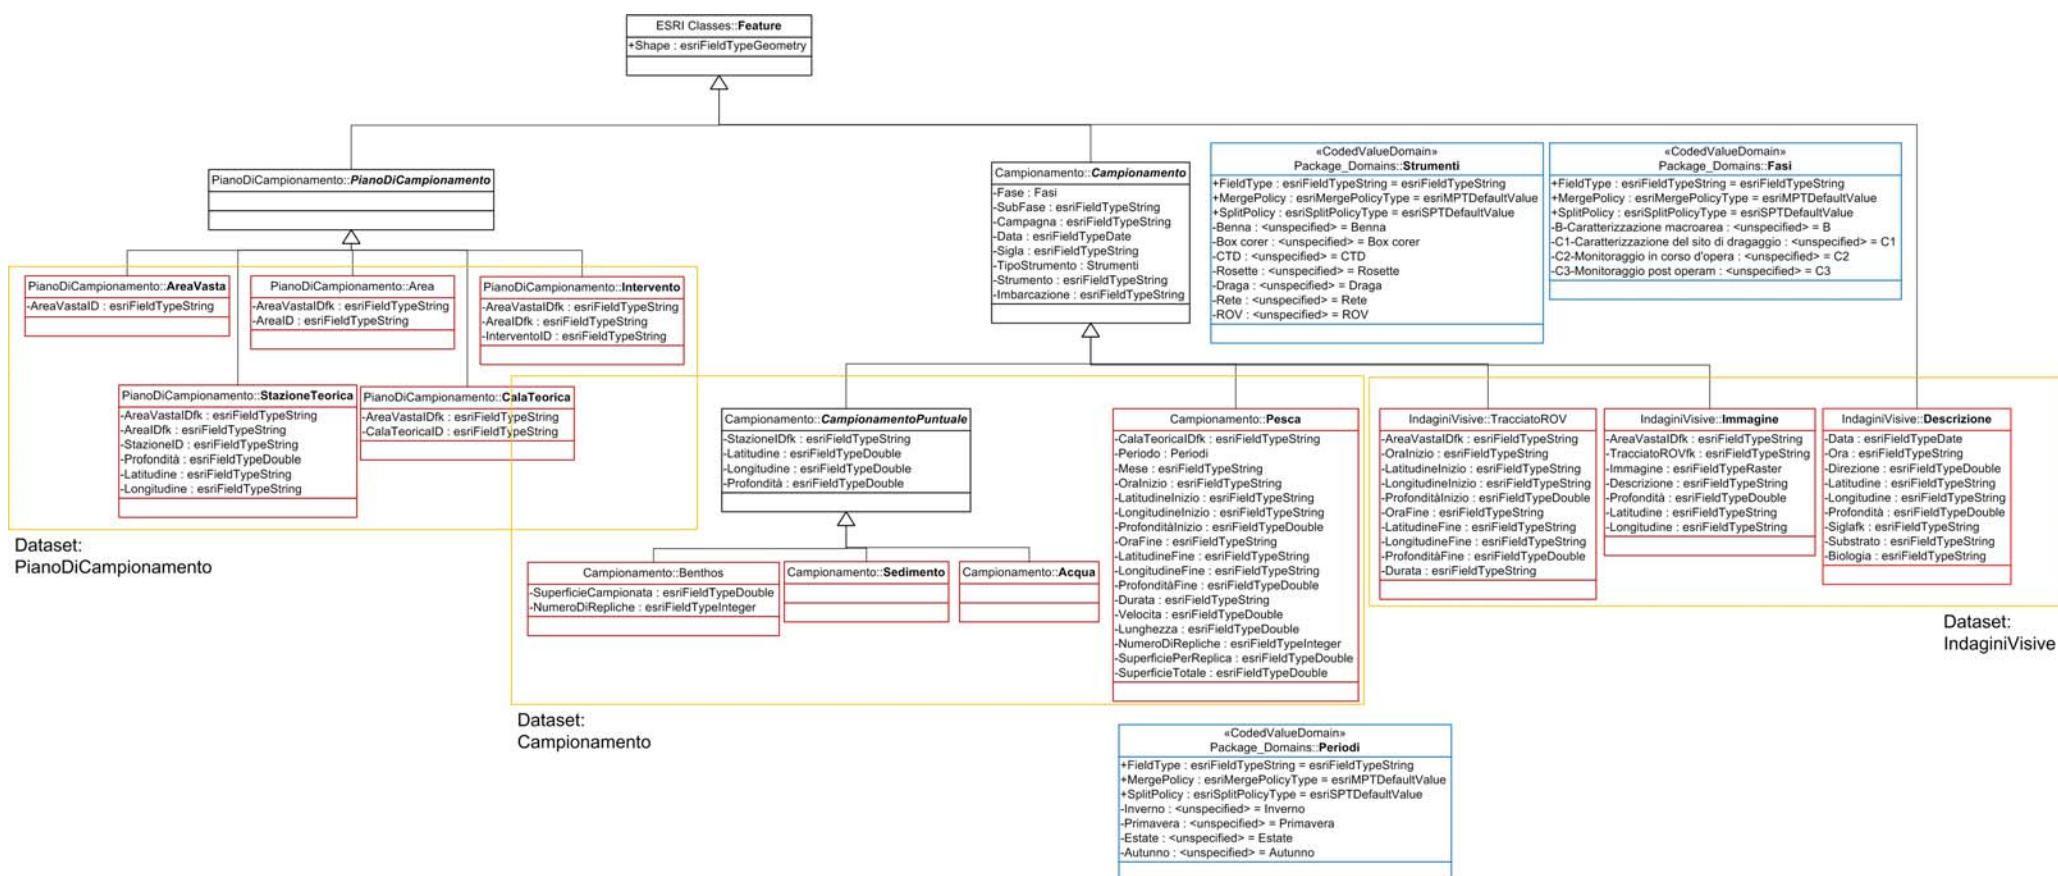 ESRI Classes::Feature
+Shape : esriFieldTypeGeometry
PianoDiCampionamento::PianoDiCampionamento
Campionamento::Campionamento
-Fase : Fasi
-SubFase : esriFieldTypeString
-Campagna : esriFieldTypeString
-Data : esriFieldTypeDate
-Sigla : esriFieldTypeString
-TipoStrumento : Strumenti
-Strumento : esriFieldTypeString
-Imbarcazione : esriFieldTypeString
«CodedValueDomain»
Package_Domains::Strumenti
+FieldType : esriFieldTypeString = esriFieldTypeString
+MergePolicy : esriMergePolicyType = esriMPTDefaultValue
+SplitPolicy : esriSplitPolicyType = esriSPTDefaultValue
-Benna : <unspecified> = Benna
-Box corer : <unspecified> = Box corer
-CTD : <unspecified> = CTD
-Rosette : <unspecified> = Rosette
-Draga : <unspecified> = Draga
-Rete : <unspecified> = Rete
-ROV : <unspecified> = ROV
«CodedValueDomain»
Package_Domains::Fasi
+FieldType : esriFieldTypeString = esriFieldTypeString
+MergePolicy : esriMergePolicyType = esriMPTDefaultValue
+SplitPolicy : esriSplitPolicyType = esriSPTDefaultValue
-B-Caratterizzazione macroarea : <unspecified> = B
-C1-Caratterizzazione del sito di dragaggio : <unspecified> = C1
-C2-Monitoraggio in corso d'opera : <unspecified> = C2
-C3-Monitoraggio post operam : <unspecified> = C3
PianoDiCampionamento::AreaVasta
-AreaVastaID : esriFieldTypeString
PianoDiCampionamento::Area
-AreaVastaIDfk : esriFieldTypeString
-AreaID : esriFieldTypeString
PianoDiCampionamento::Intervento
-AreaVastaIDfk : esriFieldTypeString
-AreaIDfk : esriFieldTypeString
-InterventoID : esriFieldTypeString
PianoDiCampionamento::StazioneTeorica
-AreaVastaIDfk : esriFieldTypeString
-AreaIDfk : esriFieldTypeString
-StazioneID : esriFieldTypeString
-Profondità : esriFieldTypeDouble
-Latitudine : esriFieldTypeString
-Longitudine : esriFieldTypeString
PianoDiCampionamento::CalaTeorica
-AreaVastaIDfk : esriFieldTypeString
-CalaTeoricaID : esriFieldTypeString
Dataset:
PianoDiCampionamento
Campionamento::CampionamentoPuntuale
-StazioneIDfk : esriFieldTypeString
-Latitudine : esriFieldTypeDouble
-Longitudine : esriFieldTypeDouble
-Profondità : esriFieldTypeDouble
Campionamento::Benthos
-SuperficieCampionata : esriFieldTypeDouble
-NumeroDiRepliche : esriFieldTypeInteger
Campionamento::Sedimento
Campionamento::Acqua
Campionamento::Pesca
-CalaTeoricaIDfk : esriFieldTypeString
-Periodo : Periodi
-Mese : esriFieldTypeString
-OraInizio : esriFieldTypeString
-LatitudineInizio : esriFieldTypeString
-LongitudineInizio : esriFieldTypeString
-ProfonditàInizio : esriFieldTypeDouble
-OraFine : esriFieldTypeString
-LatitudineFine : esriFieldTypeString
-LongitudineFine : esriFieldTypeString
-ProfonditàFine : esriFieldTypeDouble
-Durata : esriFieldTypeString
-Velocita : esriFieldTypeDouble
-Lunghezza : esriFieldTypeDouble
-NumeroDiRepliche : esriFieldTypeInteger
-SuperficiePerReplica : esriFieldTypeDouble
-SuperficieTotale : esriFieldTypeDouble
Dataset:
Campionamento
IndaginiVisive::TracciatoROV
-AreaVastaIDfk : esriFieldTypeString
-OraInizio : esriFieldTypeString
-LatitudineInizio : esriFieldTypeString
-LongitudineInizio : esriFieldTypeString
-ProfonditàInizio : esriFieldTypeDouble
-OraFine : esriFieldTypeString
-LatitudineFine : esriFieldTypeString
-LongitudineFine : esriFieldTypeString
-ProfonditàFine : esriFieldTypeDouble
-Durata : esriFieldTypeString
IndaginiVisive::Immagine
-AreaVastaIDfk : esriFieldTypeString
-TracciatoROVfk : esriFieldTypeString
-Immagine : esriFieldTypeRaster
-Descrizione : esriFieldTypeString
-Profondità : esriFieldTypeDouble
-Latitudine : esriFieldTypeString
-Longitudine : esriFieldTypeString
IndaginiVisive::Descrizione
-Data : esriFieldTypeDate
-Ora : esriFieldTypeString
-Direzione : esriFieldTypeDouble
-Latitudine : esriFieldTypeString
-Longitudine : esriFieldTypeString
-Profondità : esriFieldTypeDouble
-Siglafk : esriFieldTypeString
-Substrato : esriFieldTypeString
-Biologia : esriFieldTypeString
Dataset:
IndaginiVisive
«CodedValueDomain»
Package_Domains::Periodi
+FieldType : esriFieldTypeString = esriFieldTypeString
+MergePolicy : esriMergePolicyType = esriMPTDefaultValue
+SplitPolicy : esriSplitPolicyType = esriSPTDefaultValue
-Inverno : <unspecified> = Inverno
-Primavera : <unspecified> = Primavera
-Estate : <unspecified> = Estate
-Autunno : <unspecified> = Autunno